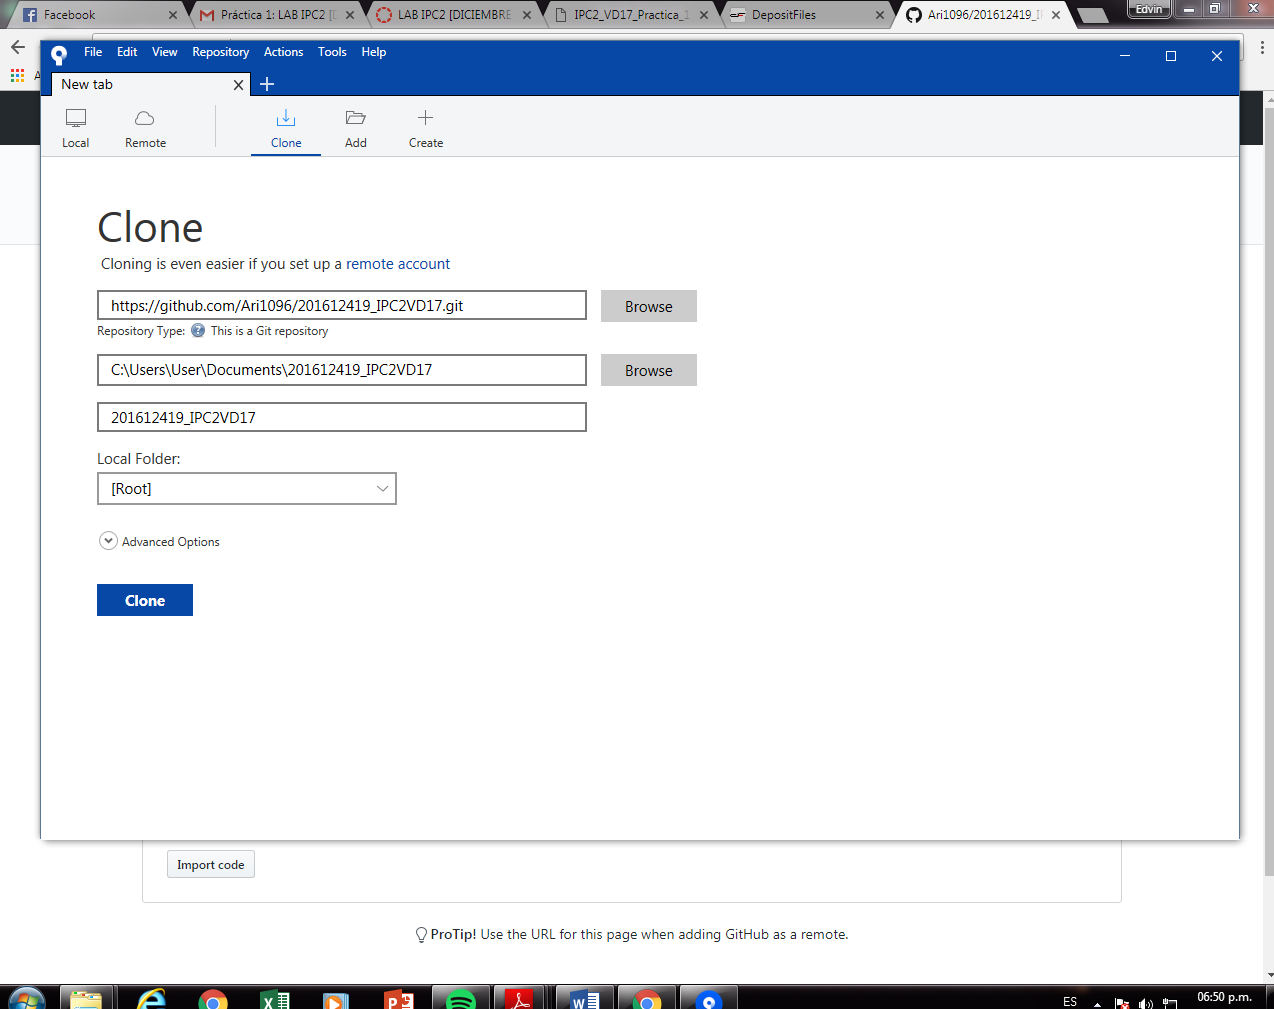 Facebook
Práctica 1: LAB IPC2 [D
LAB IPC2 [DICIEMBRE
IPC2_VD17_Practica_1
DepositFiles
Ari1096/201612419_I
Edvin
File Edit View Repository Actions Tools Help
New tab
Local
Remote
Clone
Add
Create
Clone
Cloning is even easier if you set up a remote account
https://github.com/Ari1096/201612419_IPC2VD17.git
Browse
Repository Type: ? This is a Git repository
C:\Users\User\Documents\201612419_IPC2VD17
Browse
201612419_IPC2VD17
Local Folder:
[Root]
Advanced Options
Clone
Import code
ProTip! Use the URL for this page when adding GitHub as a remote.
ES
06:50 p.m.